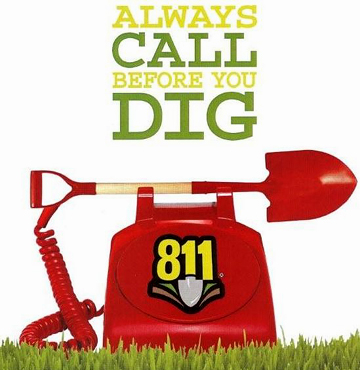 ALWAYS
CALL
BEFORE YOU
DIG
811